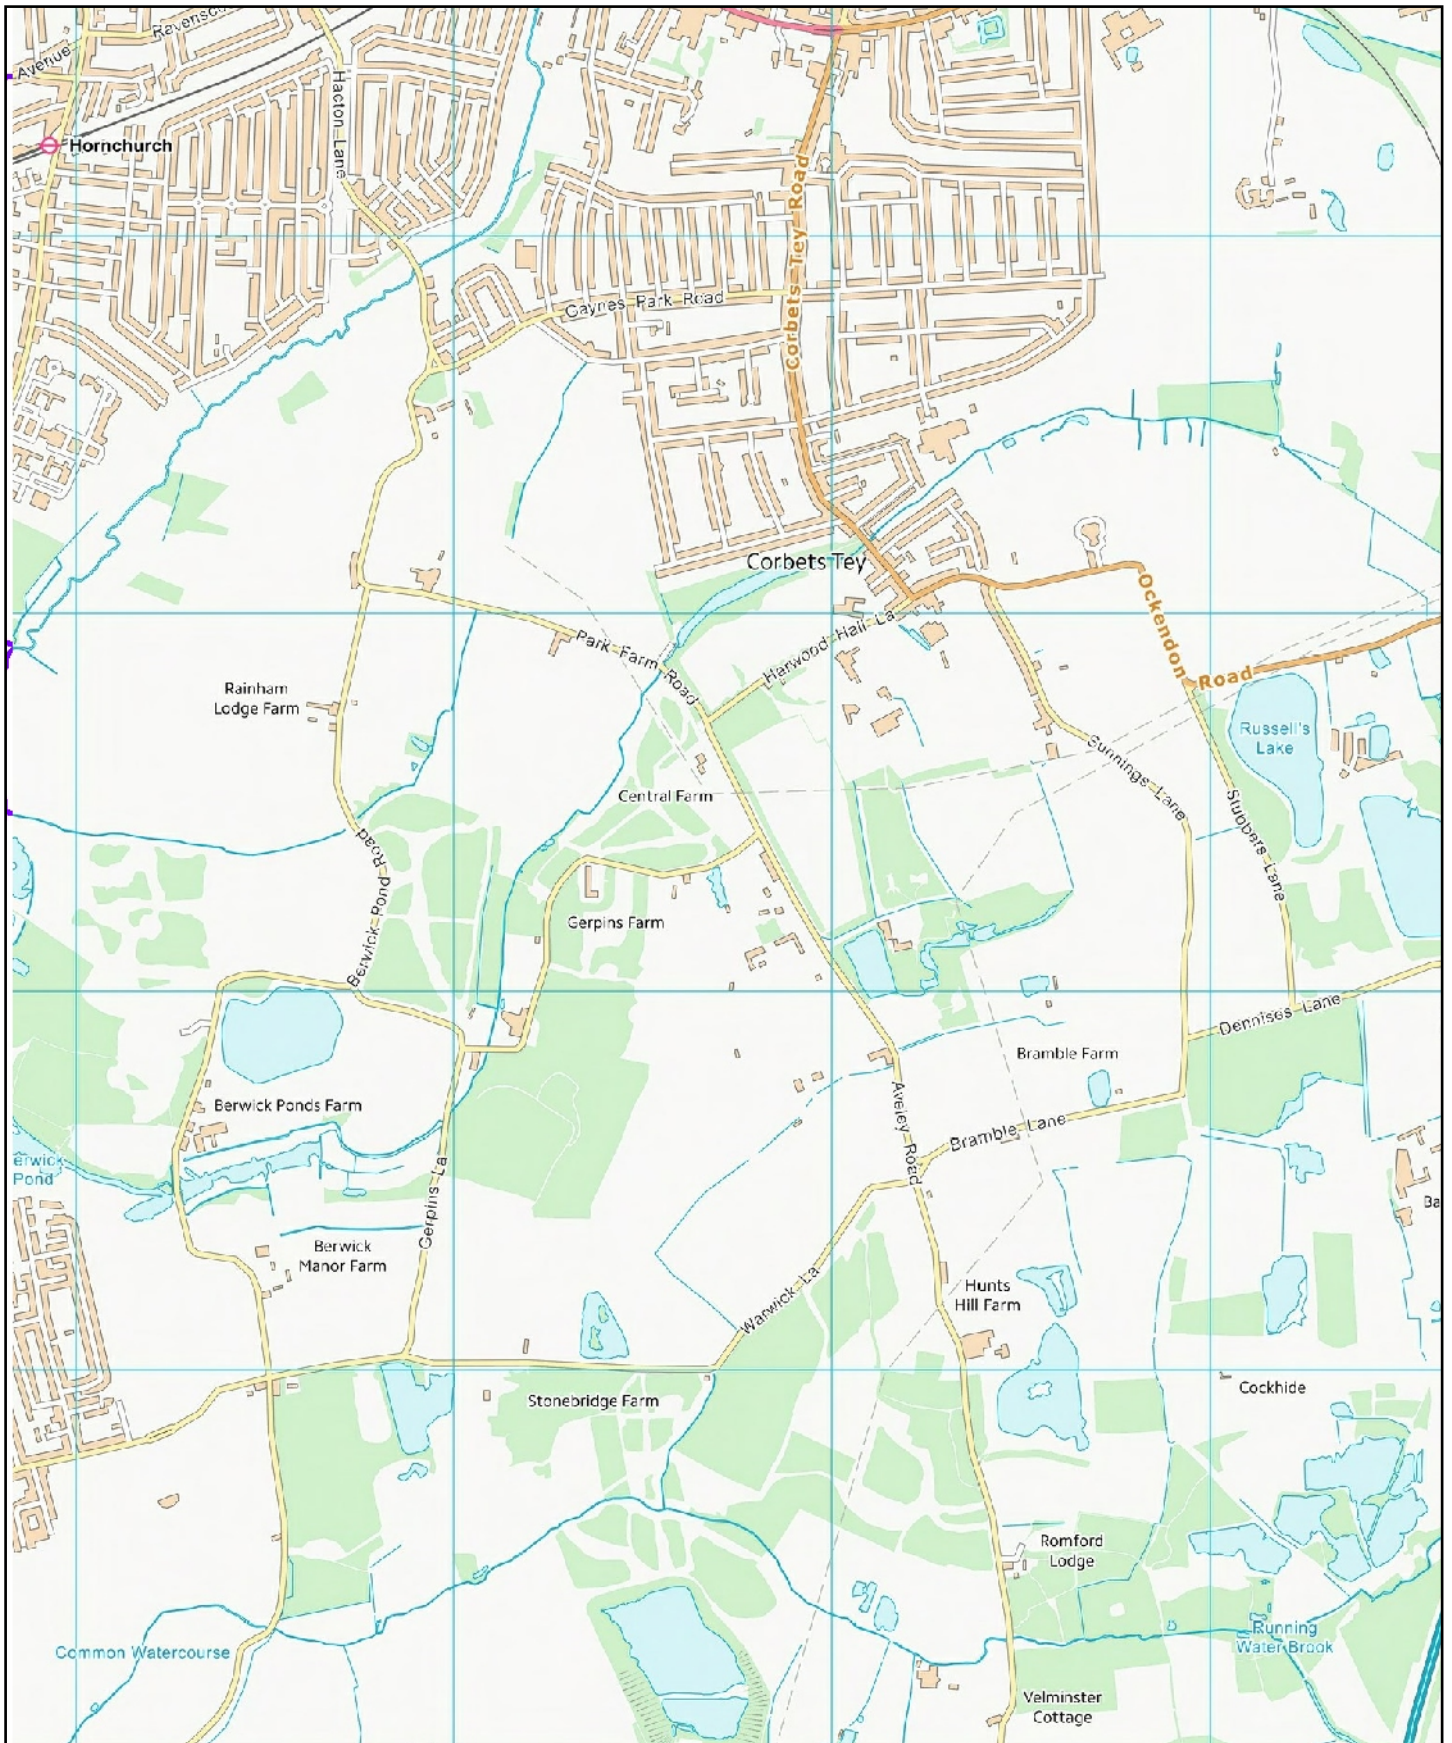 Avenue
Hacton Lane
Hornchurch
Corbets Tey Road
Gaynes Park Road
Corbets Tey
Ockendon
Road
Harwood Hall La
Park Farm
Road
Rainham
Lodge Farm
Russell's
Lake
Sunnings Lane
Stubbers Lane
Central Farm
Berwick Pond Road
Gerpins Farm
Dennises Lane
Bramble Farm
Aveley Road
Bramble Lane
Berwick Ponds Farm
erwick
Pond
Gerpins La
Ba
Berwick
Manor Farm
Warwick La
Hunts
Hill Farm
Stonebridge Farm
Cockhide
Romford
Lodge
Common Watercourse
Running
Water Brook
Velminster
Cottage